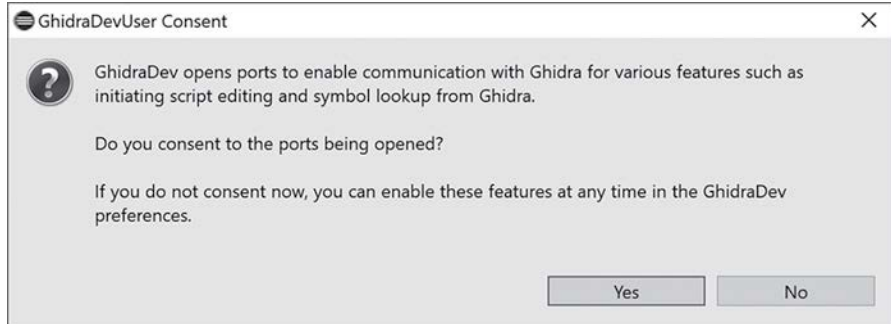 GhidraDevUser Consent
GhidraDev opens ports to enable communication with Ghidra for various features such as
initiating script editing and symbol lookup from Ghidra.
Do you consent to the ports being opened?
If you do not consent now, you can enable these features at any time in the GhidraDev
preferences.
Yes
No